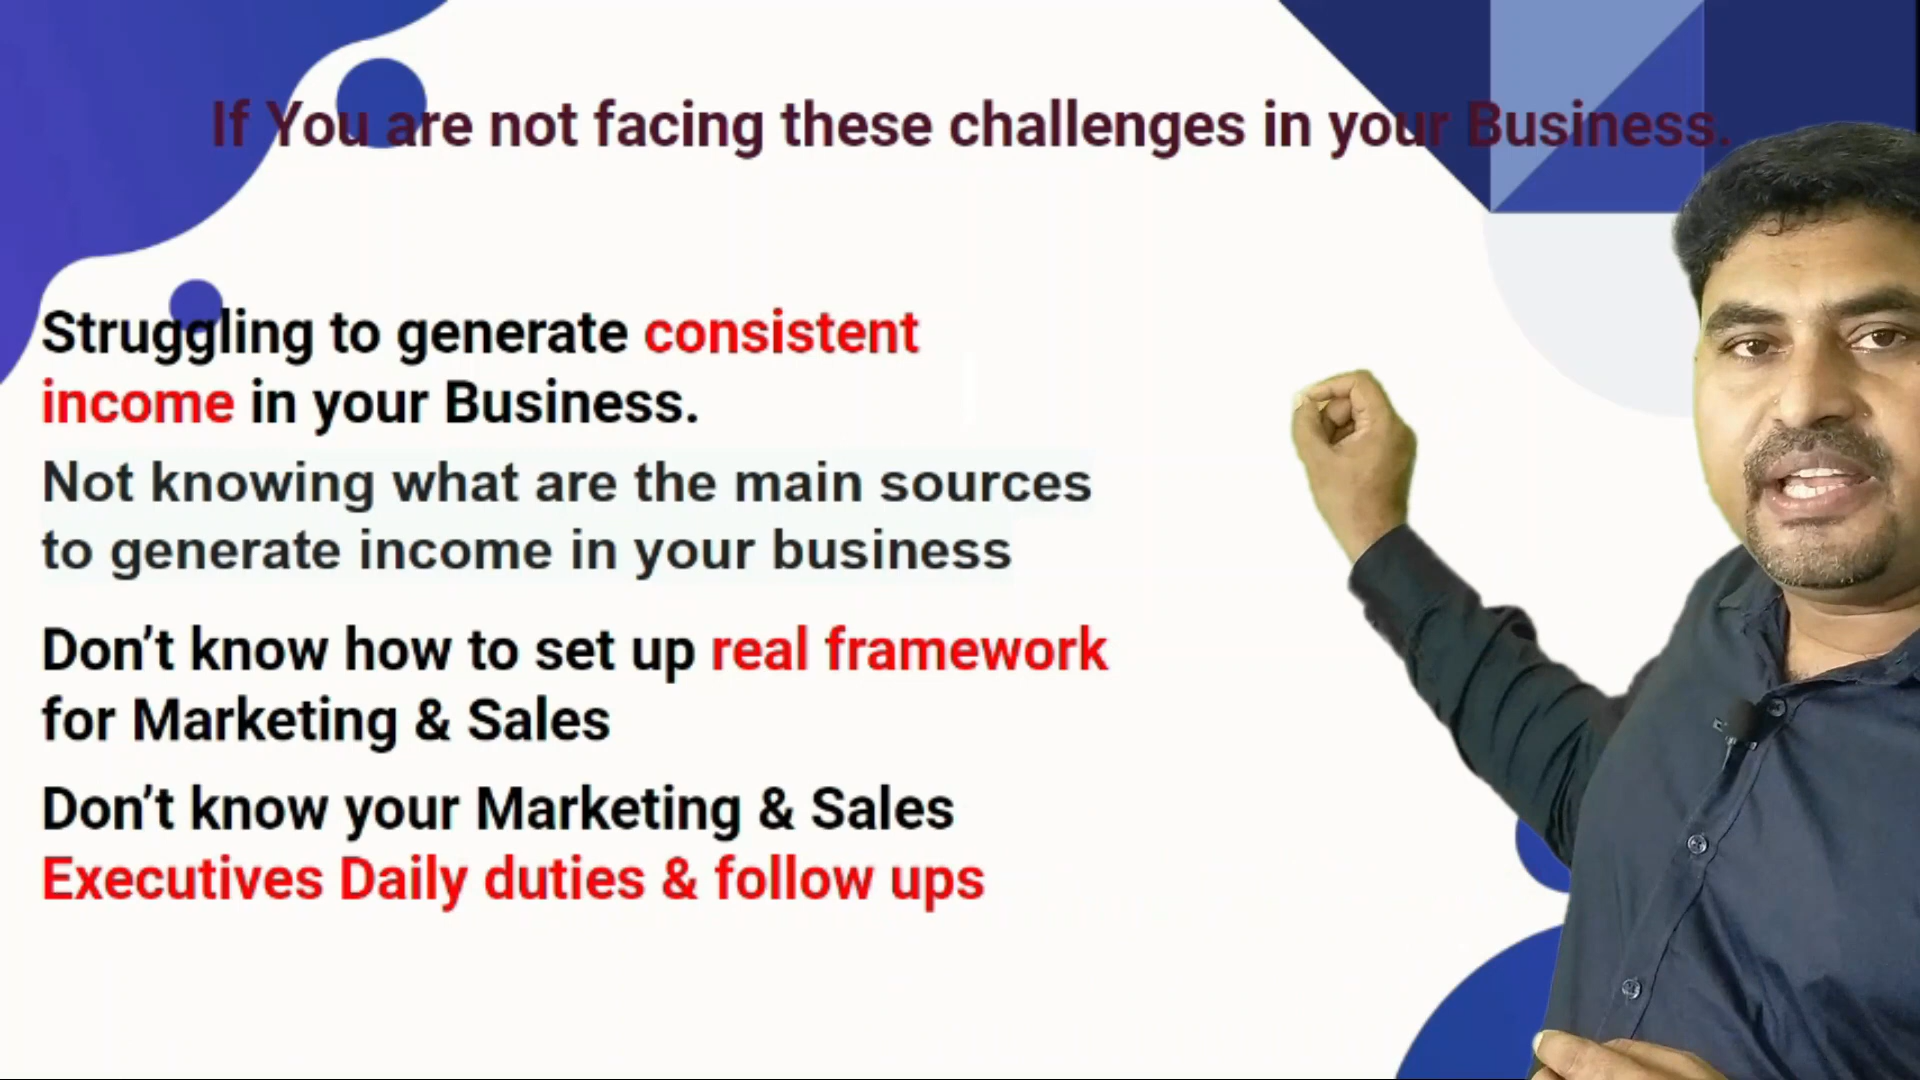 If You are not facing these challenges in your Business.
Struggling to generate consistent
income in your Business.
Not knowing what are the main sources
to generate income in your business
Don’t know how to set up real framework
for Marketing & Sales
Don’t know your Marketing & Sales
Executives Daily duties & follow ups